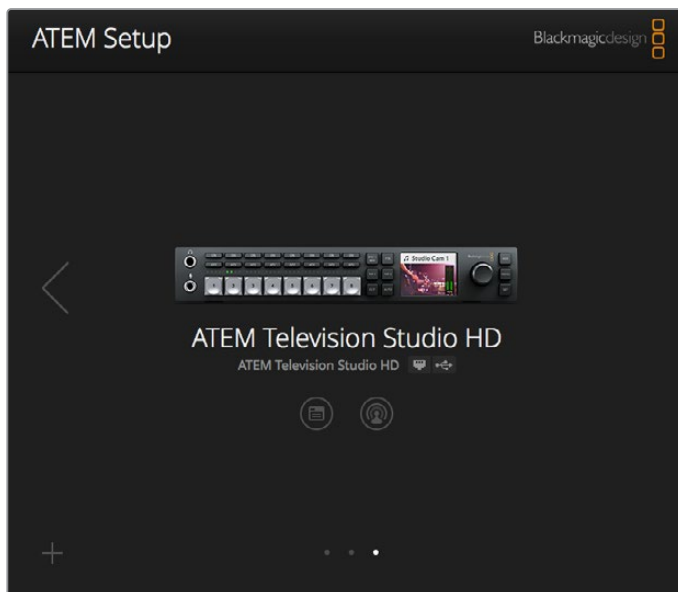 ATEM Setup
Blackmagicdesign
Studio Cam 1
ATEM Television Studio HD
ATEM Television Studio HD